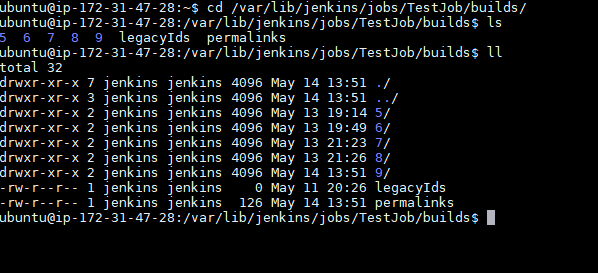 ubuntu@ip-172-31-47-28:~$ cd /var/lib/jenkins/jobs/TestJob/builds/
ubuntu@ip-172-31-47-28:/var/lib/jenkins/jobs/TestJob/builds$ ls
5  6  7  8  9  legacyIds  permalinks
ubuntu@ip-172-31-47-28:/var/lib/jenkins/jobs/TestJob/builds$ ll
total 32
drwxr-xr-x 7 jenkins jenkins 4096 May 14 13:51 ./
drwxr-xr-x 3 jenkins jenkins 4096 May 14 13:51 ../
drwxr-xr-x 2 jenkins jenkins 4096 May 13 19:14 5/
drwxr-xr-x 2 jenkins jenkins 4096 May 13 19:49 6/
drwxr-xr-x 2 jenkins jenkins 4096 May 13 21:23 7/
drwxr-xr-x 2 jenkins jenkins 4096 May 13 21:26 8/
drwxr-xr-x 2 jenkins jenkins 4096 May 14 13:51 9/
-rw-r--r-- 1 jenkins jenkins    0 May 11 20:26 legacyIds
-rw-r--r-- 1 jenkins jenkins  126 May 14 13:51 permalinks
ubuntu@ip-172-31-47-28:/var/lib/jenkins/jobs/TestJob/builds$